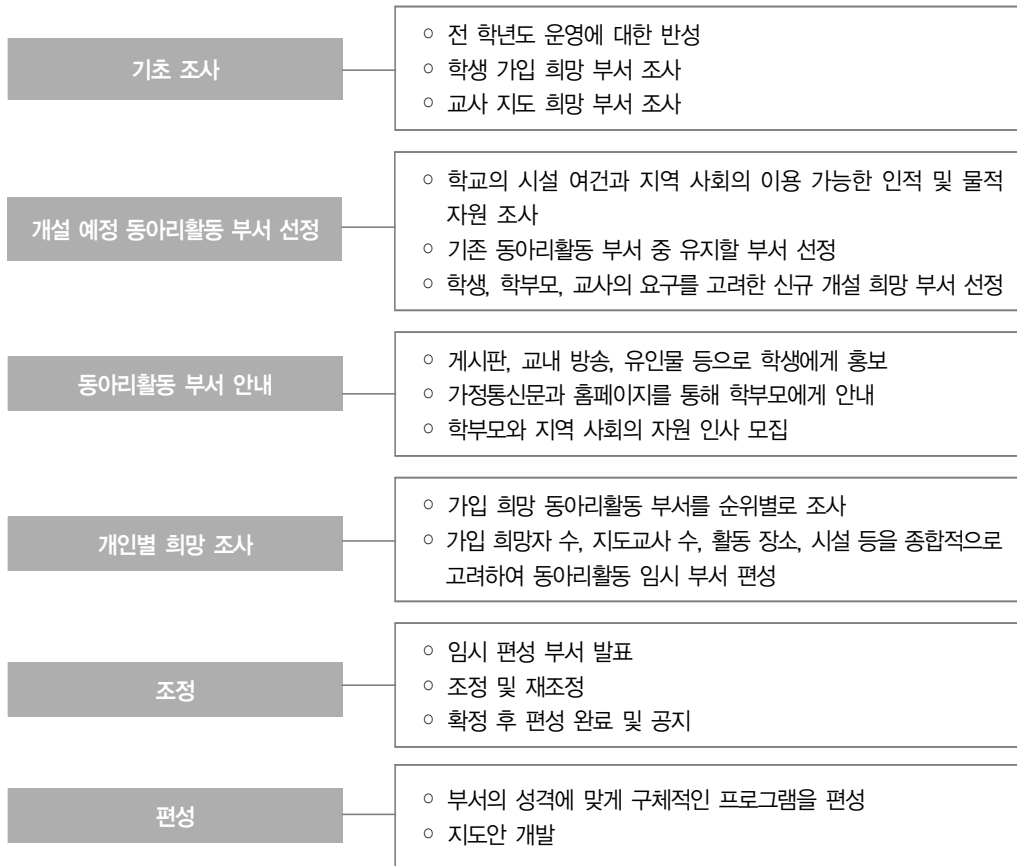 기초 조사
○ 전 학년도 운영에 대한 반성
○ 학생 가입 희망 부서 조사
○ 교사 지도 희망 부서 조사
개설 예정 동아리활동 부서 선정
○ 학교의 시설 여건과 지역 사회의 이용 가능한 인적 및 물적
자원 조사
○ 기존 동아리활동 부서 중 유지할 부서 선정
○ 학생, 학부모, 교사의 요구를 고려한 신규 개설 희망 부서 선정
동아리활동 부서 안내
○ 게시판, 교내 방송, 유인물 등으로 학생에게 홍보
○ 가정통신문과 홈페이지를 통해 학부모에게 안내
○ 학부모와 지역 사회의 자원 인사 모집
개인별 희망 조사
○ 가입 희망 동아리활동 부서를 순위별로 조사
○ 가입 희망자 수, 지도교사 수, 활동 장소, 시설 등을 종합적으로
고려하여 동아리활동 임시 부서 편성
조정
○ 임시 편성 부서 발표
○ 조정 및 재조정
○ 확정 후 편성 완료 및 공지
편성
○ 부서의 성격에 맞게 구체적인 프로그램을 편성
○ 지도안 개발